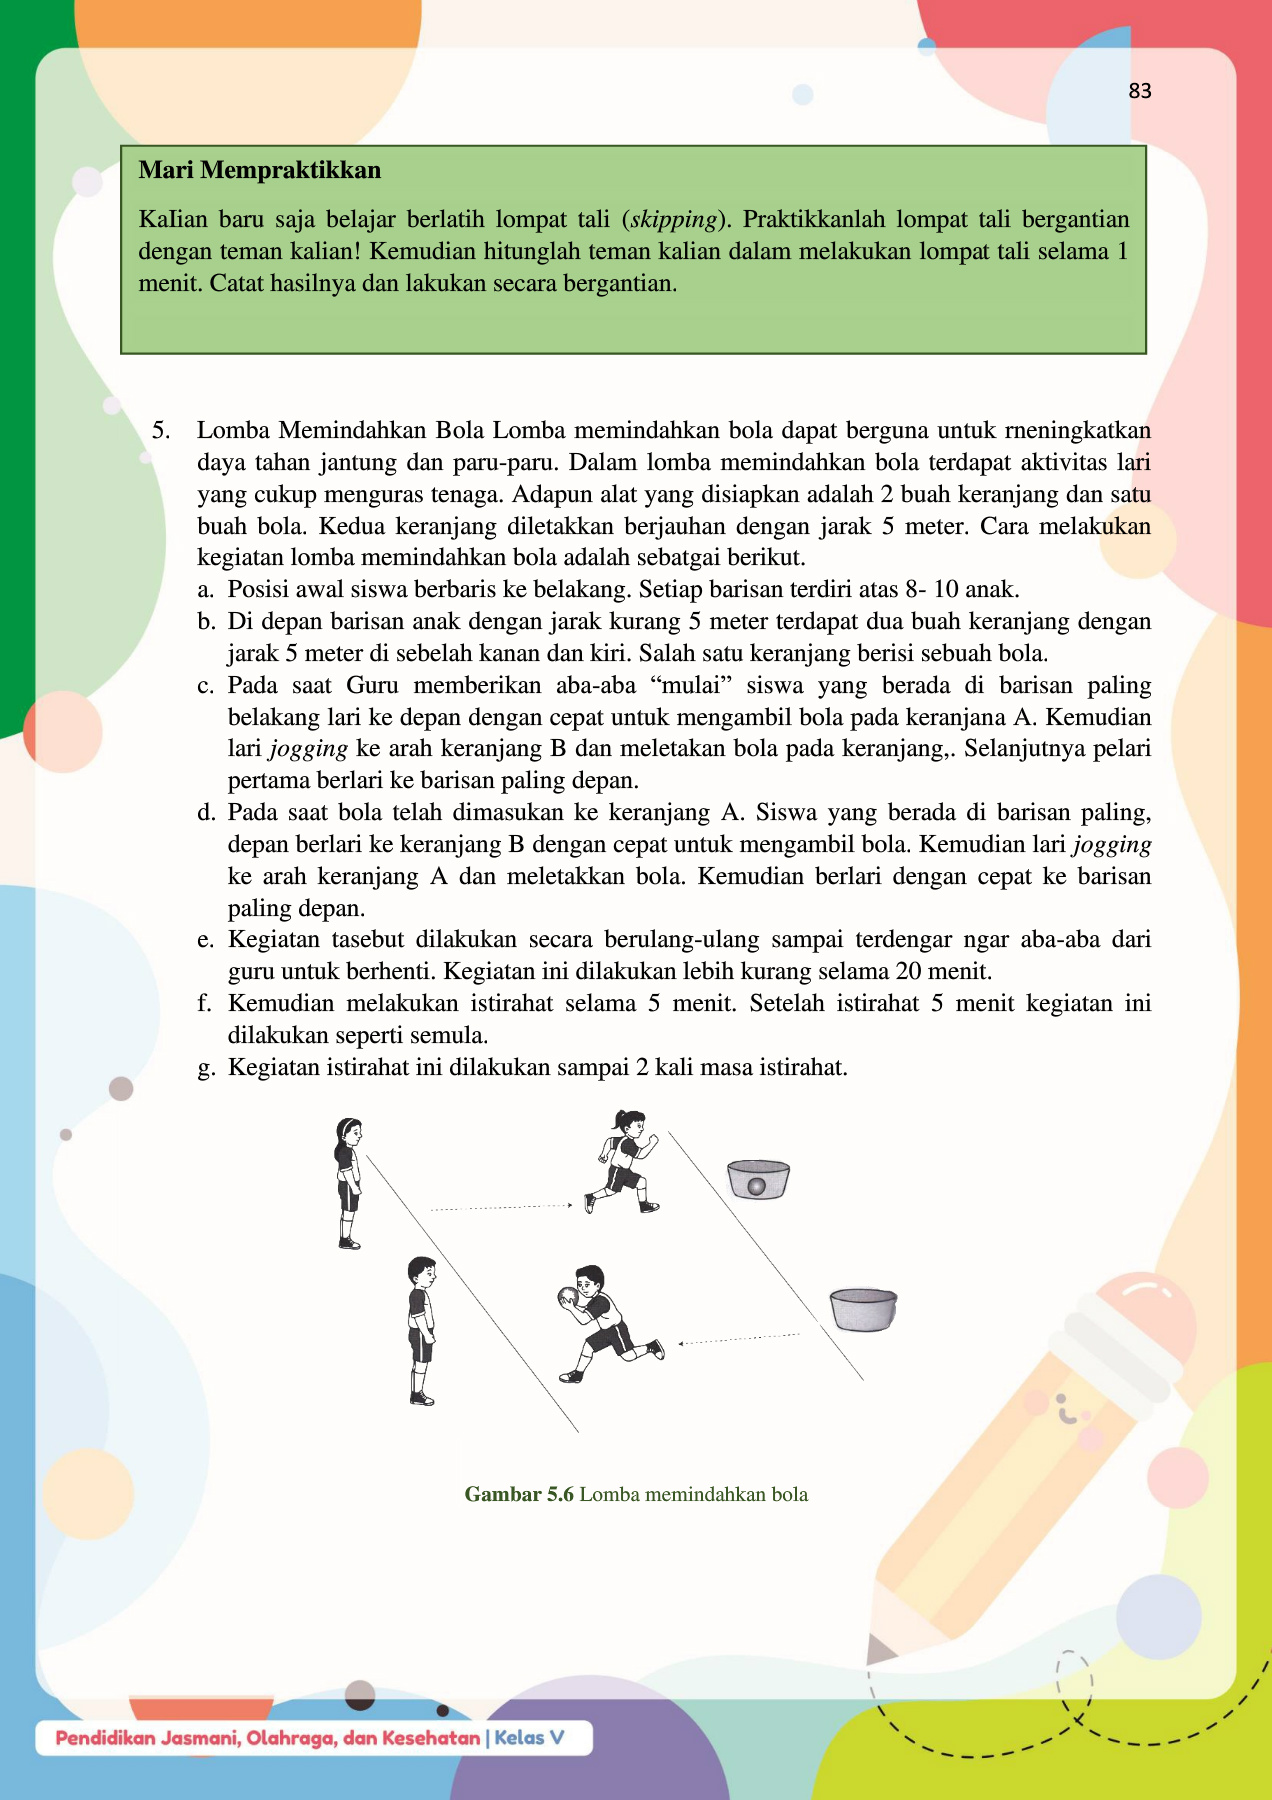 83
Mari Mempraktikkan
KaIian baru saja belajar berlatih lompat tali (skipping). Praktikkanlah lompat tali bergantian
dengan teman kalian! Kemudian hitunglah teman kalian dalam melakukan lompat tali selama 1
menit. Catat hasilnya dan lakukan secara bergantian.
5. Lomba Memindahkan Bola Lomba memindahkan bola dapat berguna untuk rneningkatkan
daya tahan jantung dan paru-paru. Dalam lomba memindahkan bola terdapat aktivitas lari
yang cukup menguras tenaga. Adapun alat yang disiapkan adalah 2 buah keranjang dan satu
buah bola. Kedua keranjang diletakkan berjauhan dengan jarak 5 meter. Cara melakukan
kegiatan lomba memindahkan bola adalah sebatgai berikut.
a. Posisi awal siswa berbaris ke belakang. Setiap barisan terdiri atas 8- 10 anak.
b. Di depan barisan anak dengan jarak kurang 5 meter terdapat dua buah keranjang dengan
jarak 5 meter di sebelah kanan dan kiri. Salah satu keranjang berisi sebuah bola.
c. Pada saat Guru memberikan aba-aba “mulai” siswa yang berada di barisan paling
belakang lari ke depan dengan cepat untuk mengambil bola pada keranjana A. Kemudian
lari jogging ke arah keranjang B dan meletakan bola pada keranjang,. Selanjutnya pelari
pertama berlari ke barisan paling depan.
d. Pada saat bola telah dimasukan ke keranjang A. Siswa yang berada di barisan paling,
depan berlari ke keranjang B dengan cepat untuk mengambil bola. Kemudian lari jogging
ke arah keranjang A dan meletakkan bola. Kemudian berlari dengan cepat ke barisan
paling depan.
e. Kegiatan tasebut dilakukan secara berulang-ulang sampai terdengar ngar aba-aba dari
guru untuk berhenti. Kegiatan ini dilakukan lebih kurang selama 20 menit.
f. Kemudian melakukan istirahat selama 5 menit. Setelah istirahat 5 menit kegiatan ini
dilakukan seperti semula.
g. Kegiatan istirahat ini dilakukan sampai 2 kali masa istirahat.
Gambar 5.6 Lomba memindahkan bola
Pendidikan Jasmani, Olahraga, dan Kesehatan | Kelas V